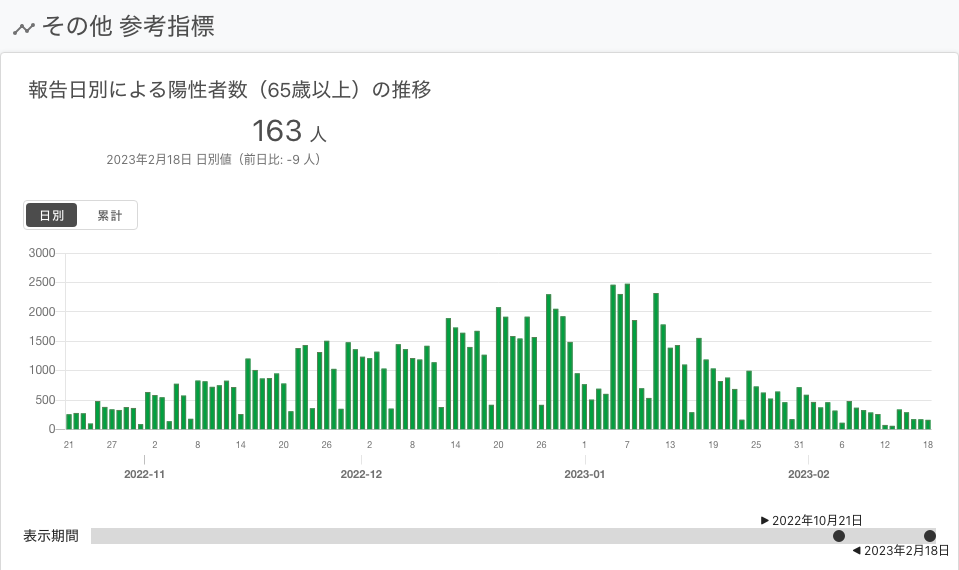 その他 参考指標
報告日別による陽性者数（65歳以上）の推移
163 人
2023年2月18日 日別値（前日比: -9 人）
日別 累計
3000
2500
2000
1500
1000
500
0
21 27 2 8 14 20 26 2 8 14 20 26 1 7 13 19 25 31 6 12 18
2022-11 2022-12 2023-01 2023-02
▶ 2022年10月21日
表示期間
◀ 2023年2月18日